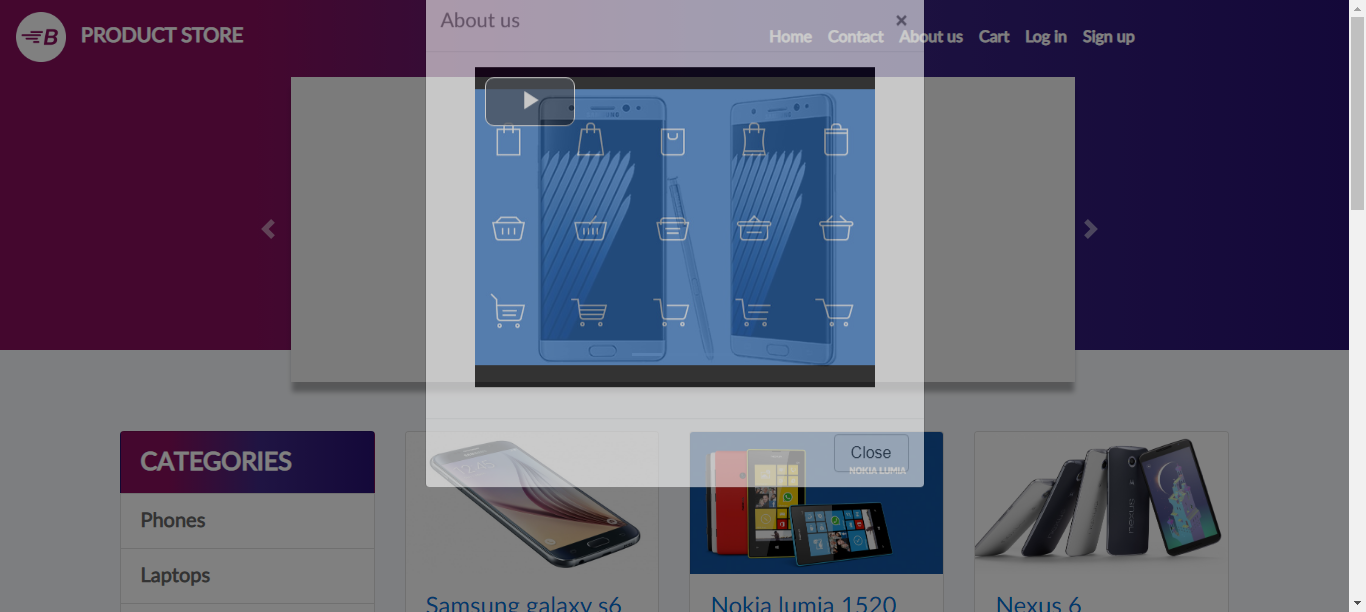 About us ×
B PRODUCT STORE
Home Contact About us Cart Log in Sign up
Close
NOKIA LUMIA
CATEGORIES
Phones
Laptops
nexus
Samsung galaxy s6
Nokia lumia 1520
Nexus 6